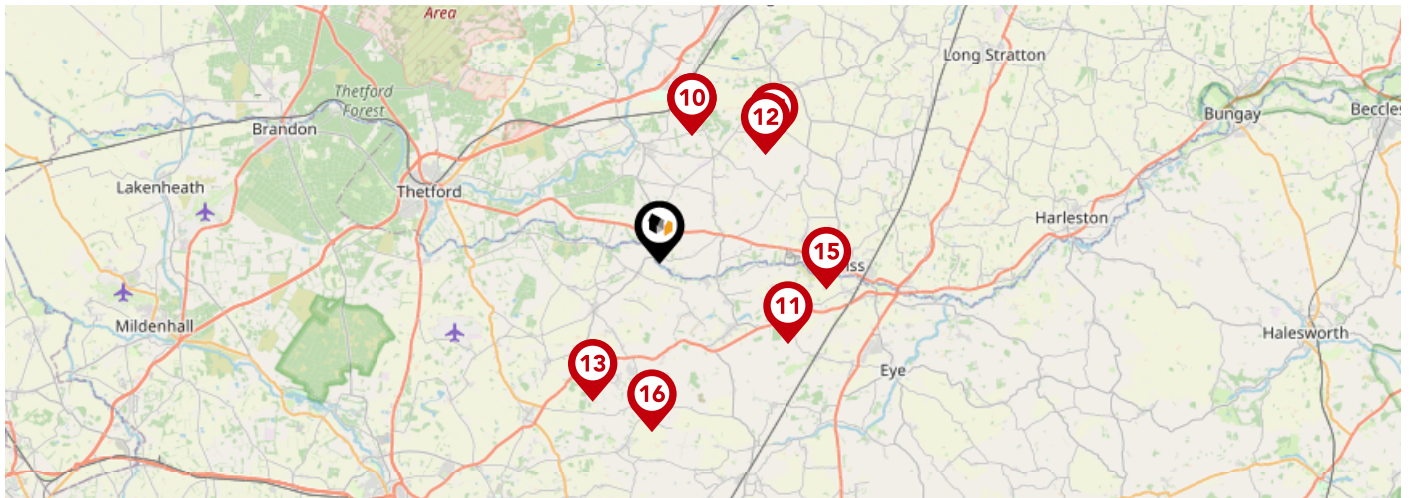 Area
Long Stratton
Thetford
Forest
10
12
Bungay
Beccles
Brandon
Lakenheath
Thetford
Harleston
15
iss
11
Mildenhall
Halesworth
13
Eye
16